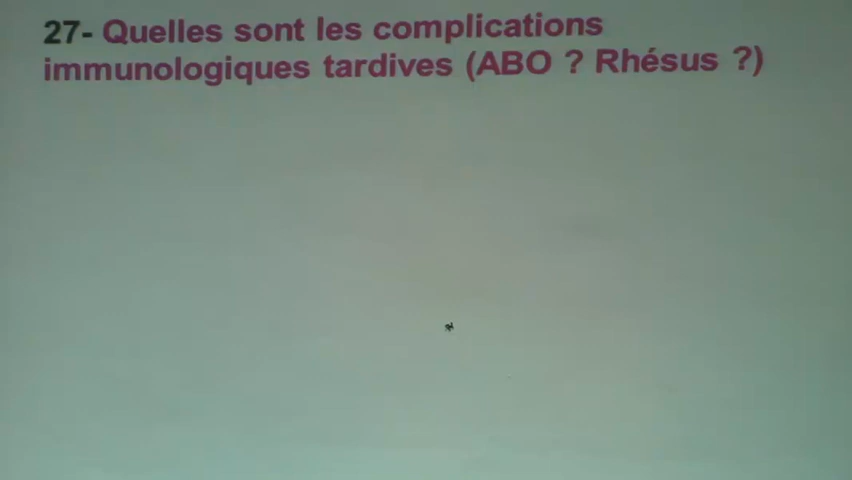 27- Quelles sont les complications
immunologiques tardives (ABO ? Rhésus ?)